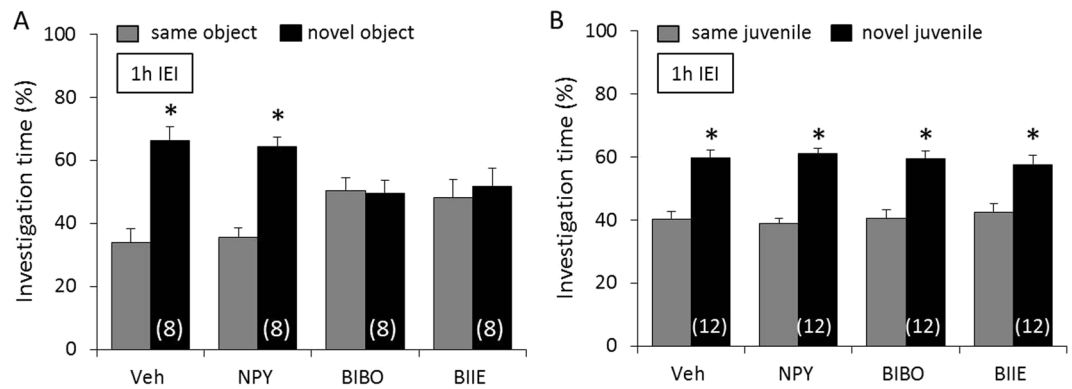 A
same object novel object
1h IEI
Investigation time (%)
100
80
60
40
20
0
* *
(8) (8) (8) (8)
Veh NPY BIBO BIIE
B
same juvenile novel juvenile
1h IEI
Investigation time (%)
100
80
60
40
20
0
* * * *
(12) (12) (12) (12)
Veh NPY BIBO BIIE